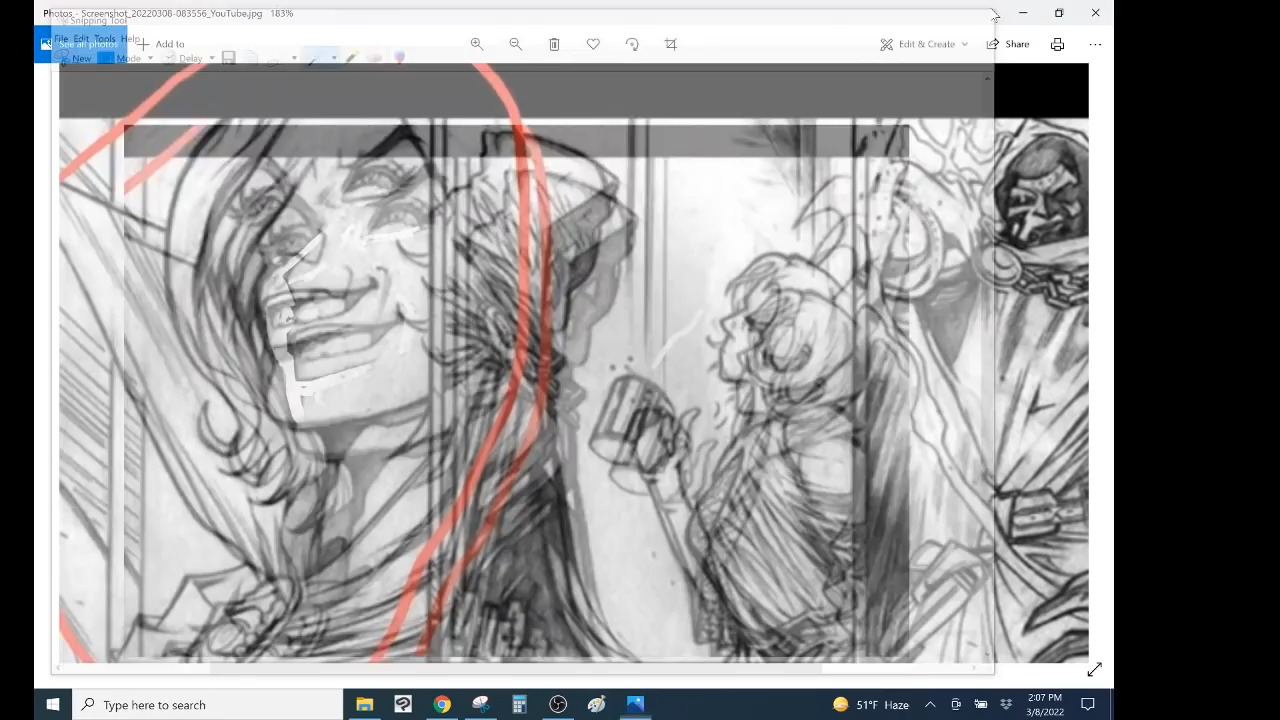 Photos - Screenshot_20220308-083556_YouTube.jpg 183%
Snipping Tool
File Edit Tools Help
See all photos
Add to
Edit & Create
Share
New Mode Delay
Type here to search
51°F Haze
2:07 PM
3/8/2022